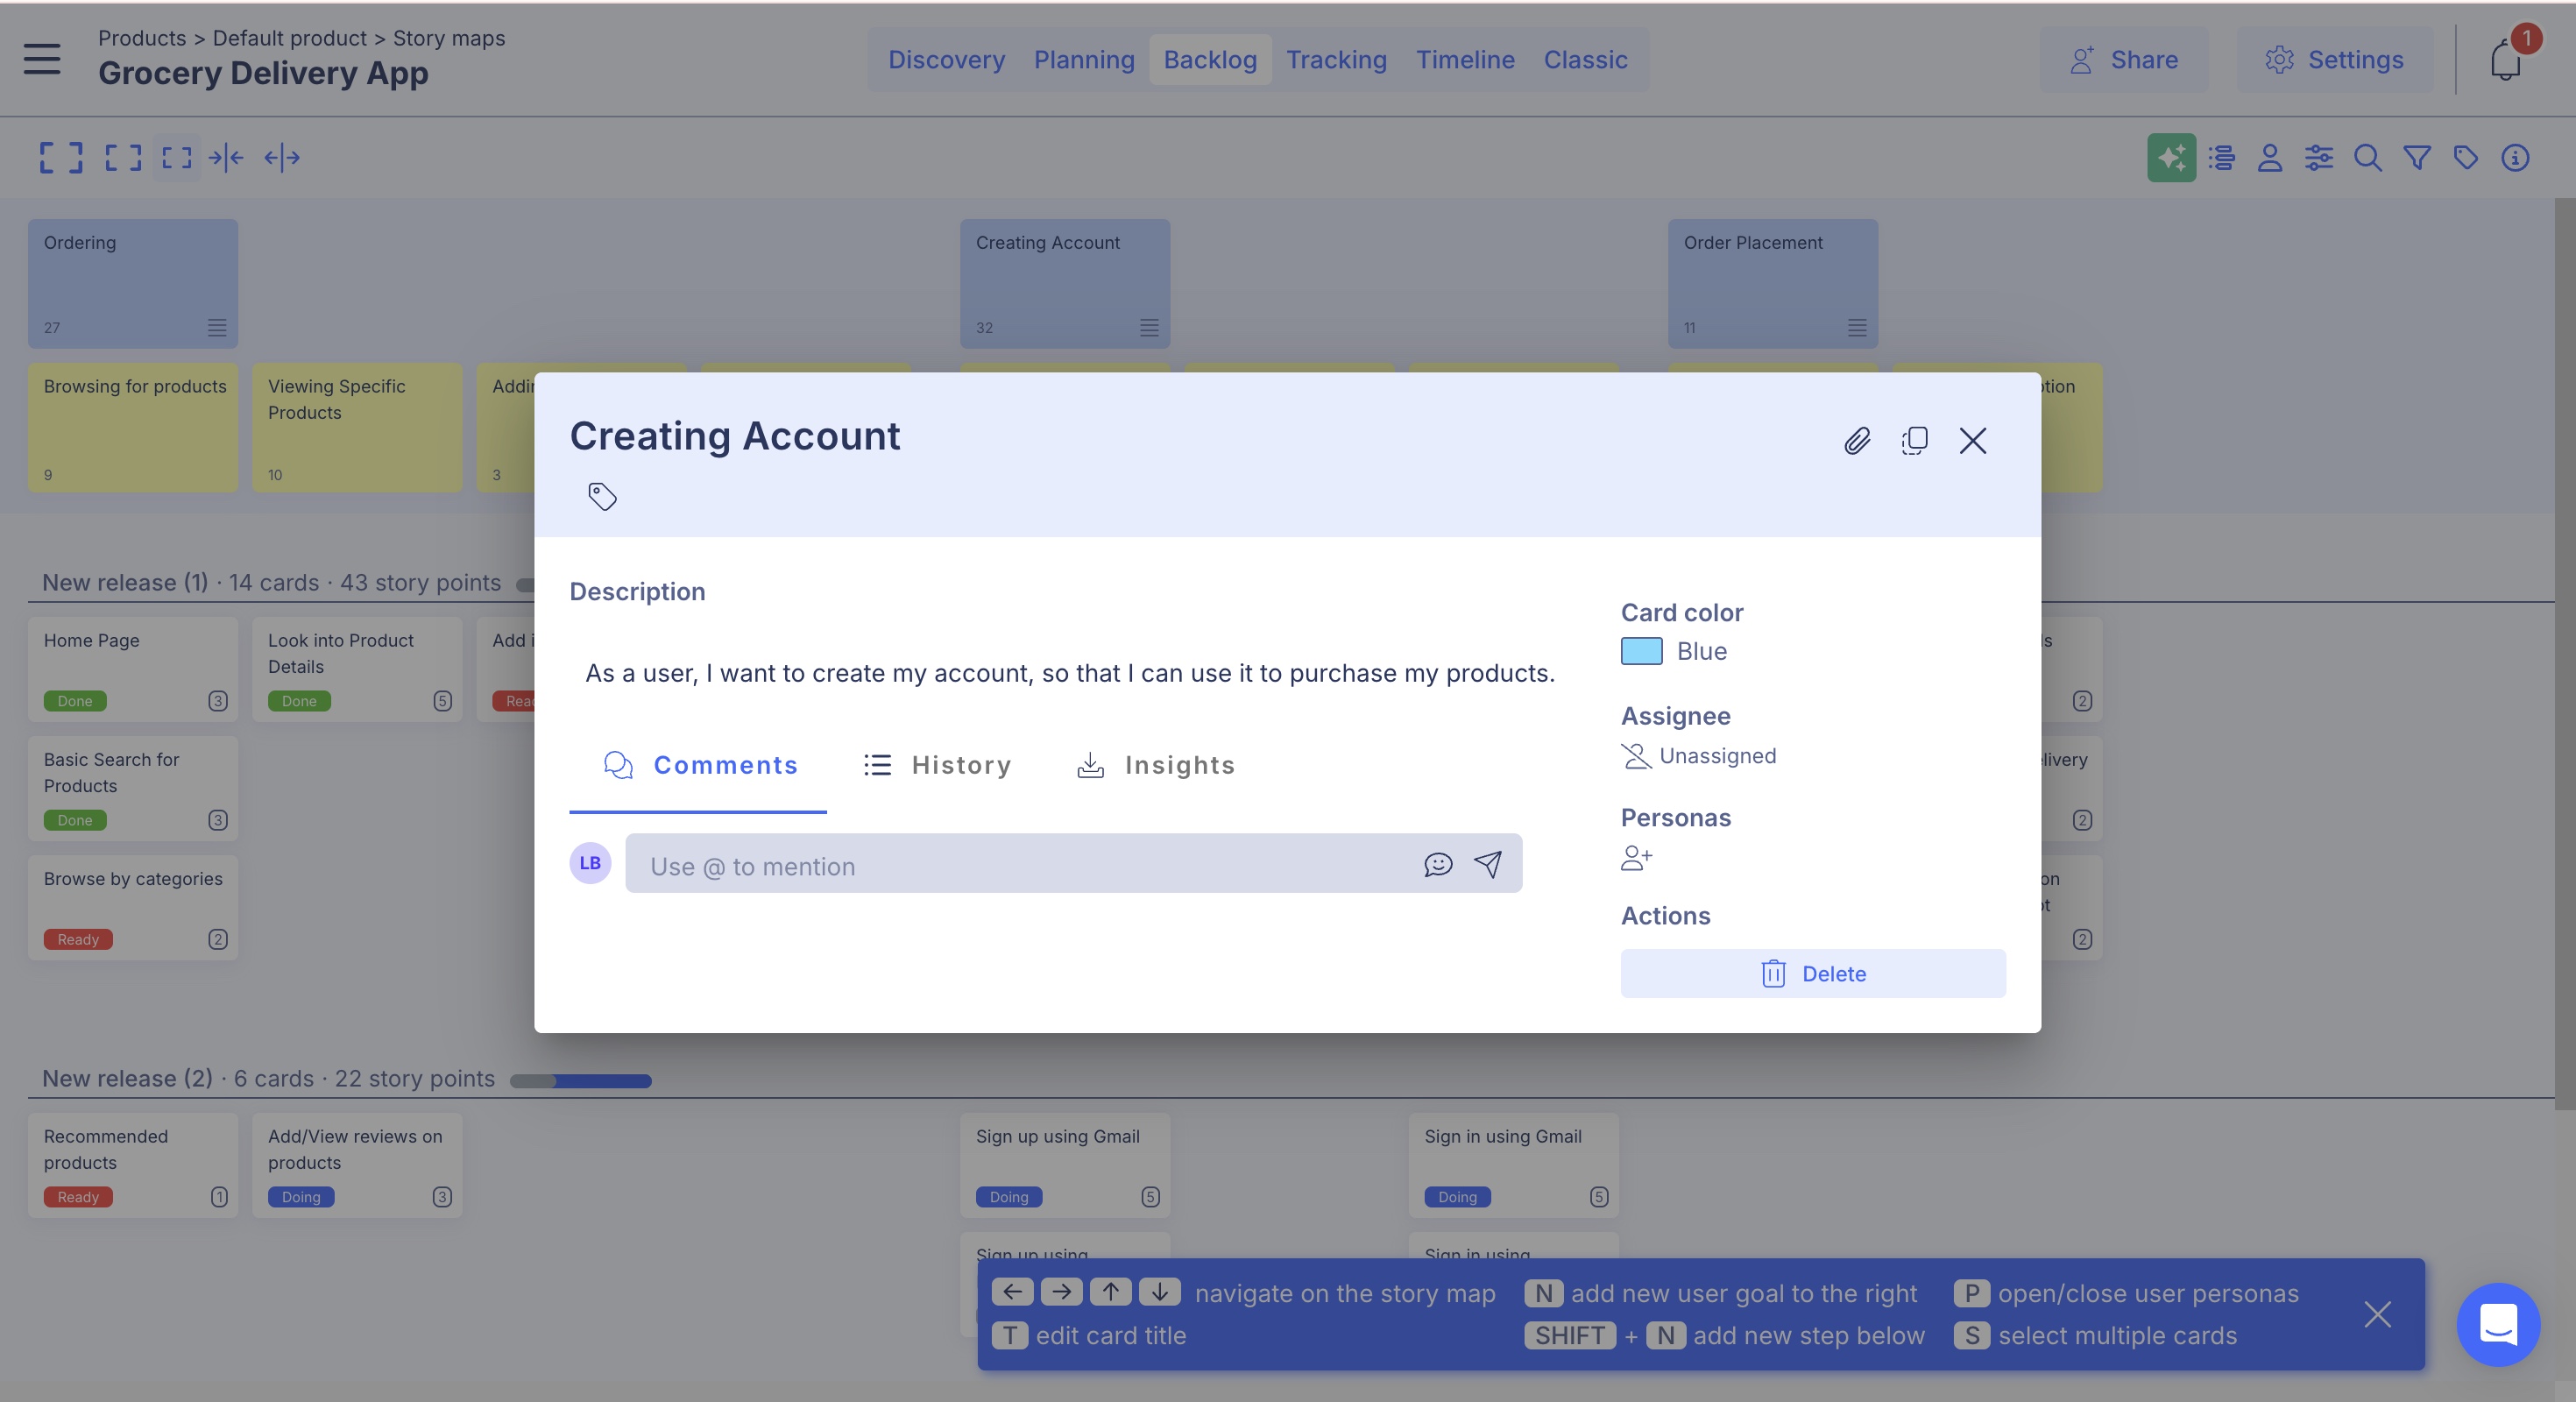 Products > Default product > Story maps
Grocery Delivery App
Discovery Planning Backlog Tracking Timeline Classic
Share Settings 1
Ordering
27
Creating Account
32
Order Placement
11
Browsing for products
9
Viewing Specific
Products
10
3
Creating Account
Description
As a user, I want to create my account, so that I can use it to purchase my products.
Comments History Insights
LB Use @ to mention
Card color
Blue
Assignee
Unassigned
Personas
Actions
Delete
New release (1) · 14 cards · 43 story points
Home Page
Done 3
Look into Product
Details
Done 5
Add
2
Basic Search for
Products
Done 3
2
Browse by categories
Ready 2
2
New release (2) · 6 cards · 22 story points
Recommended
products
Ready 1
Add/View reviews on
products
Doing 3
Sign up using Gmail
Doing 5
Sign in using Gmail
Doing 5
Sign up using
Sign in using
← → ↑ ↓ navigate on the story map N add new user goal to the right P open/close user personas
T edit card title SHIFT + N add new step below S select multiple cards